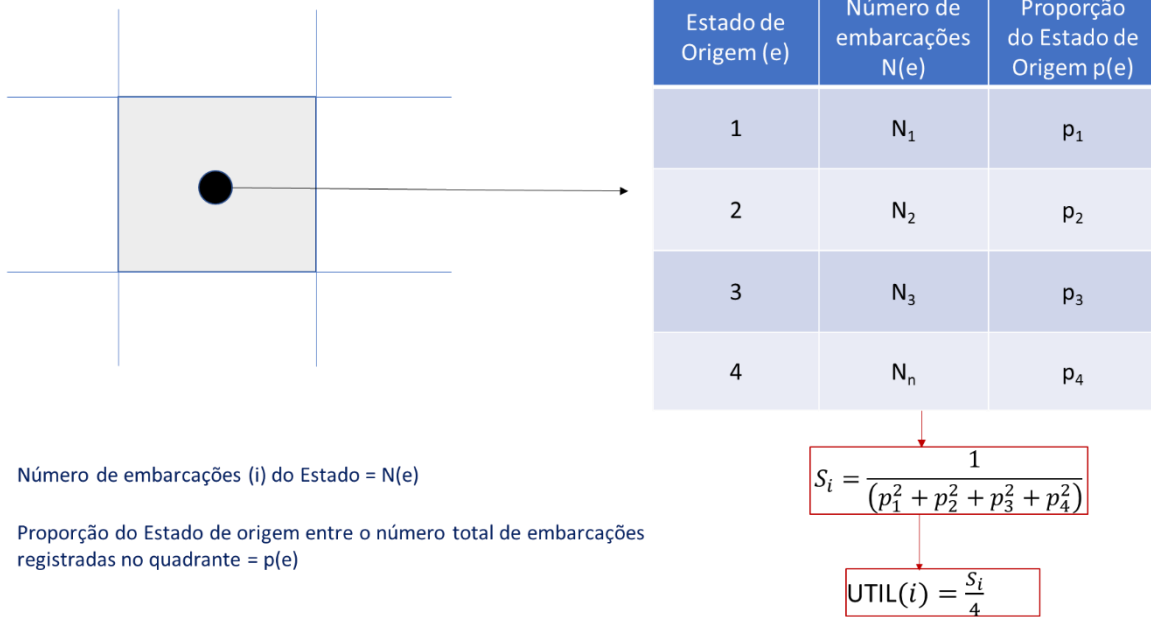 Estado de
Origem (e)
Número de
embarcações
N(e)
Proporção
do Estado de
Origem p(e)
1
N₁
p₁
2
N₂
p₂
3
N₃
p₃
4
Nₙ
p₄
Número de embarcações (i) do Estado = N(e)
Proporção do Estado de origem entre o número total de embarcações
registradas no quadrante = p(e)
Sᵢ = 1 / (p₁² + p₂² + p₃² + p₄²)
UTIL(i) = Sᵢ / 4